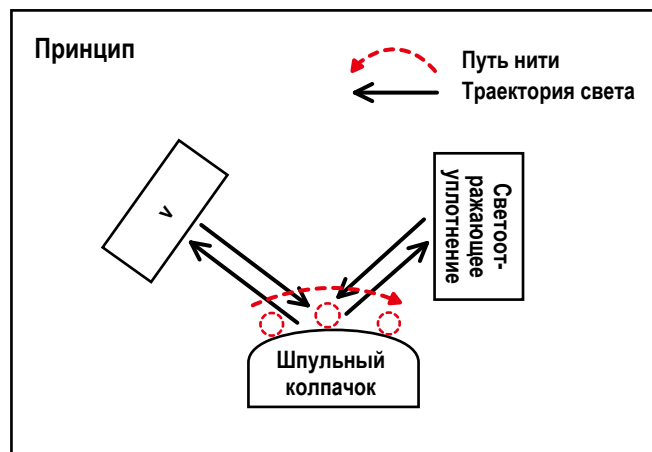 Принцип
Путь нити
Траектория света
v
Светоот-
ражающее
уплотнение
Шпульный
колпачок